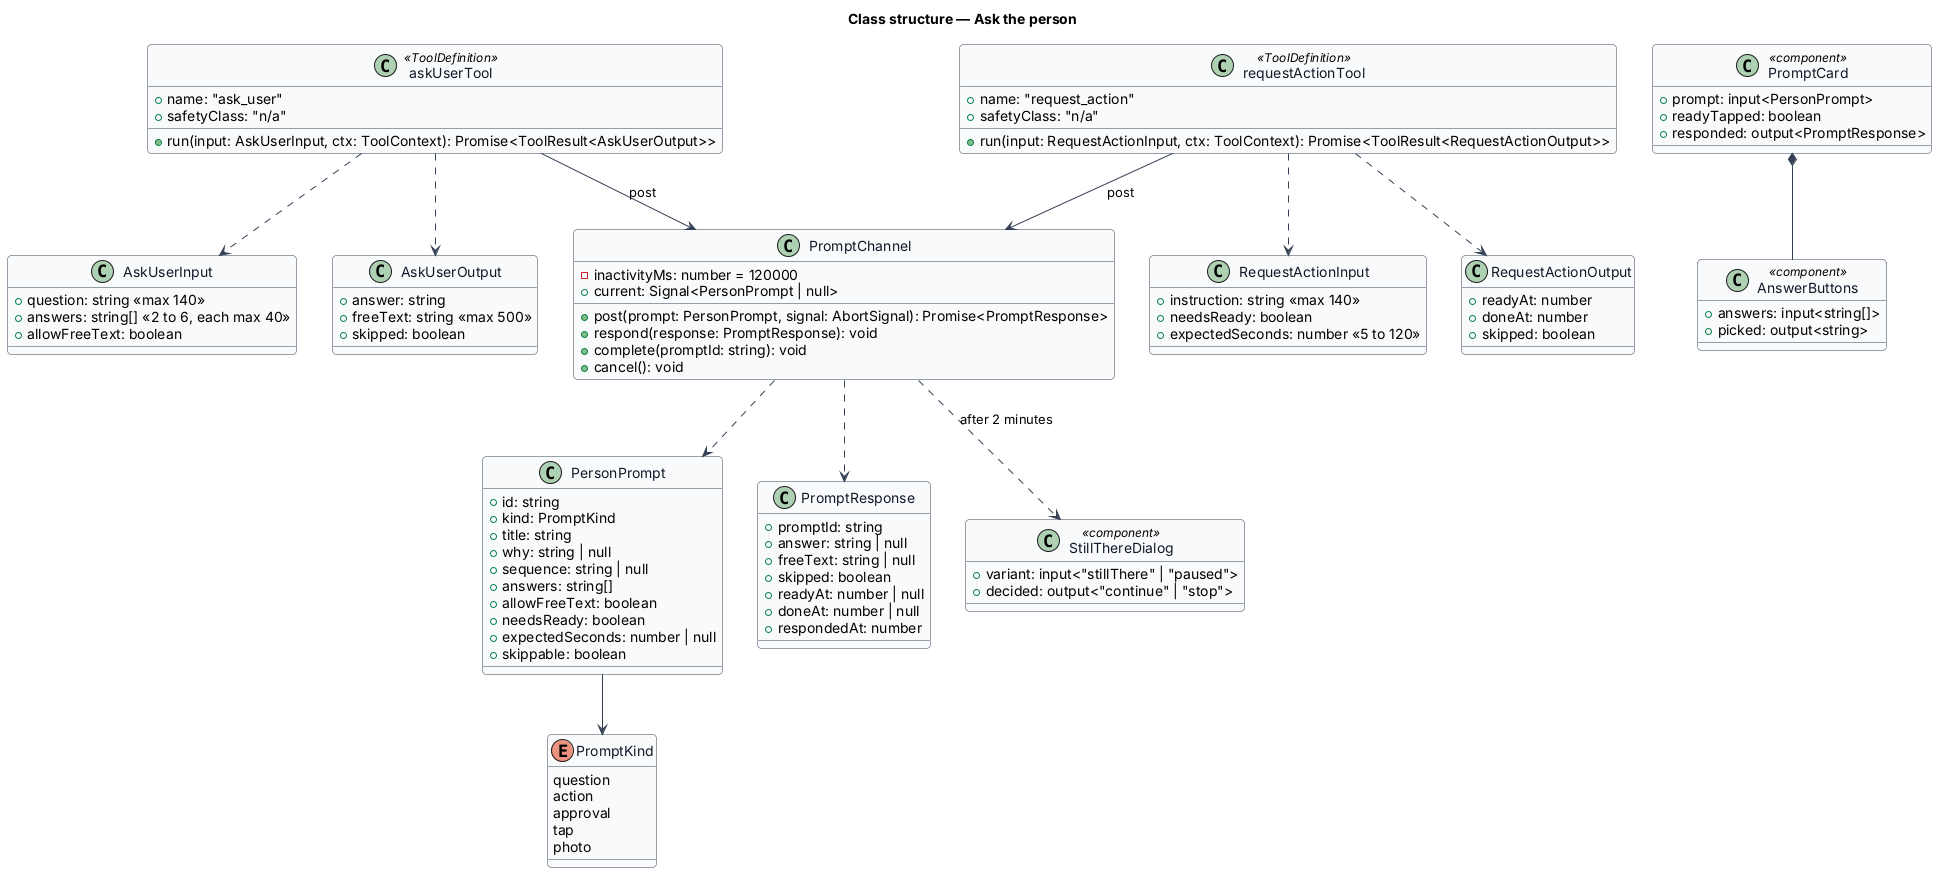 Class structure — Ask the person
«ToolDefinition»
askUserTool
name: "ask_user"
safetyClass: "n/a"
run(input: AskUserInput, ctx: ToolContext): Promise<ToolResult<AskUserOutput>>
«ToolDefinition»
requestActionTool
name: "request_action"
safetyClass: "n/a"
run(input: RequestActionInput, ctx: ToolContext): Promise<ToolResult<RequestActionOutput>>
«component»
PromptCard
prompt: input<PersonPrompt>
readyTapped: boolean
responded: output<PromptResponse>
post
post
AskUserInput
question: string «max 140»
answers: string[] «2 to 6, each max 40»
allowFreeText: boolean
AskUserOutput
answer: string
freeText: string «max 500»
skipped: boolean
PromptChannel
inactivityMs: number = 120000
current: Signal<PersonPrompt | null>
post(prompt: PersonPrompt, signal: AbortSignal): Promise<PromptResponse>
respond(response: PromptResponse): void
complete(promptId: string): void
cancel(): void
RequestActionInput
instruction: string «max 140»
needsReady: boolean
expectedSeconds: number «5 to 120»
RequestActionOutput
readyAt: number
doneAt: number
skipped: boolean
«component»
AnswerButtons
answers: input<string[]>
picked: output<string>
after 2 minutes
PersonPrompt
id: string
kind: PromptKind
title: string
why: string | null
sequence: string | null
answers: string[]
allowFreeText: boolean
needsReady: boolean
expectedSeconds: number | null
skippable: boolean
PromptResponse
promptId: string
answer: string | null
freeText: string | null
skipped: boolean
readyAt: number | null
doneAt: number | null
respondedAt: number
«component»
StillThereDialog
variant: input<"stillThere" | "paused">
decided: output<"continue" | "stop">
PromptKind
question
action
approval
tap
photo